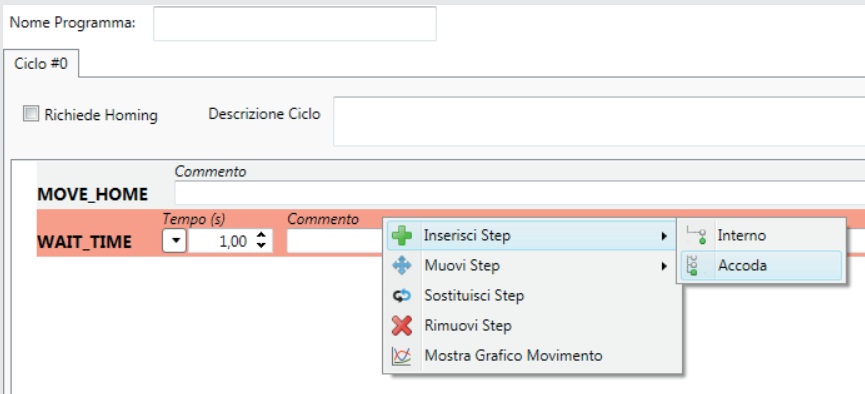 Nome Programma:
Ciclo #0
Richiede Homing Descrizione Ciclo
Commento
MOVE_HOME
Tempo (s) Commento
WAIT_TIME 1,00
Inserisci Step Interno
Muovi Step Accoda
Sostituisci Step
Rimuovi Step
Mostra Grafico Movimento